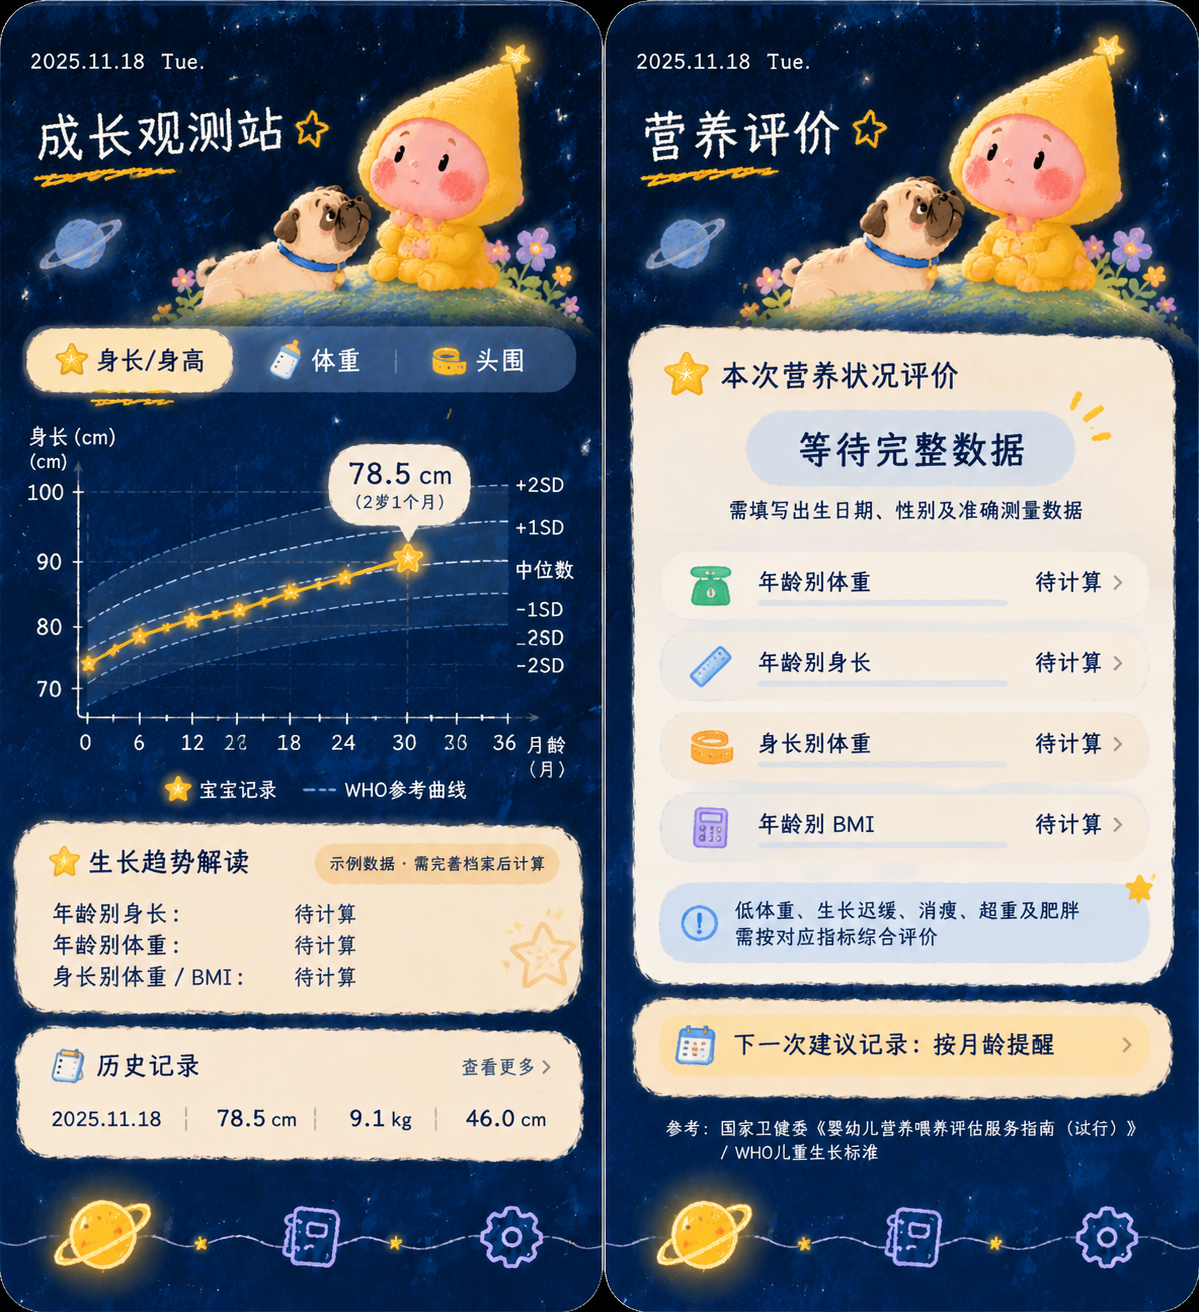 2025.11.18 Tue.
成长观测站
身长/身高
体重
头围
身长 (cm)
(cm)
100
90
80
70
78.5 cm
(2岁1个月)
+2SD
+1SD
中位数
-1SD
-2SD
-2SD
0 6 12 18 24 30 36 36 月龄
(月)
宝宝记录
WHO参考曲线
生长趋势解读
示例数据·需完善档案后计算
年龄别身长: 待计算
年龄别体重: 待计算
身长别体重 / BMI: 待计算
历史记录
查看更多 >
2025.11.18 | 78.5 cm | 9.1 kg | 46.0 cm
2025.11.18 Tue.
营养评价
本次营养状况评价
等待完整数据
需填写出生日期、性别及准确测量数据
年龄别体重 待计算 >
年龄别身长 待计算 >
身长别体重 待计算 >
年龄别 BMI 待计算 >
低体重、生长迟缓、消瘦、超重及肥胖
需按对应指标综合评价
下一次建议记录: 按月龄提醒 >
参考: 国家卫健委《婴幼儿营养喂养评估服务指南（试行）》
/ WHO儿重生长标准